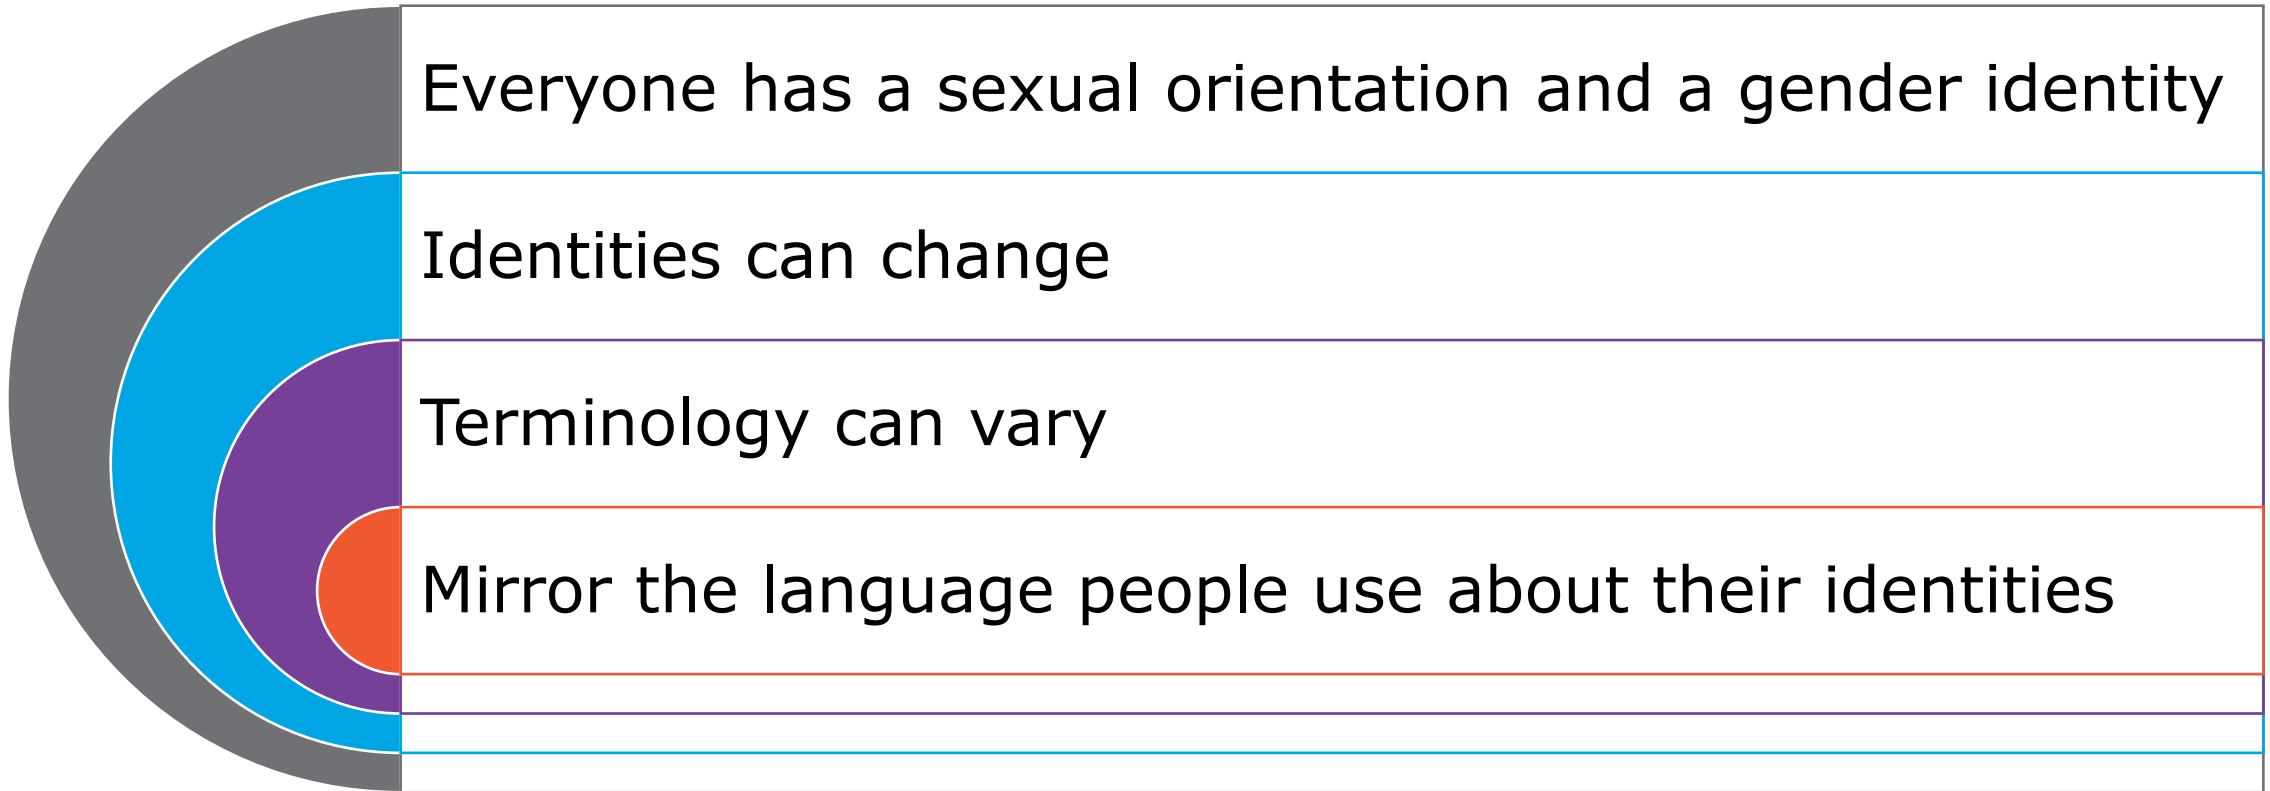 Everyone has a sexual orientation and a gender identity
Identities can change
Terminology can vary
Mirror the language people use about their identities